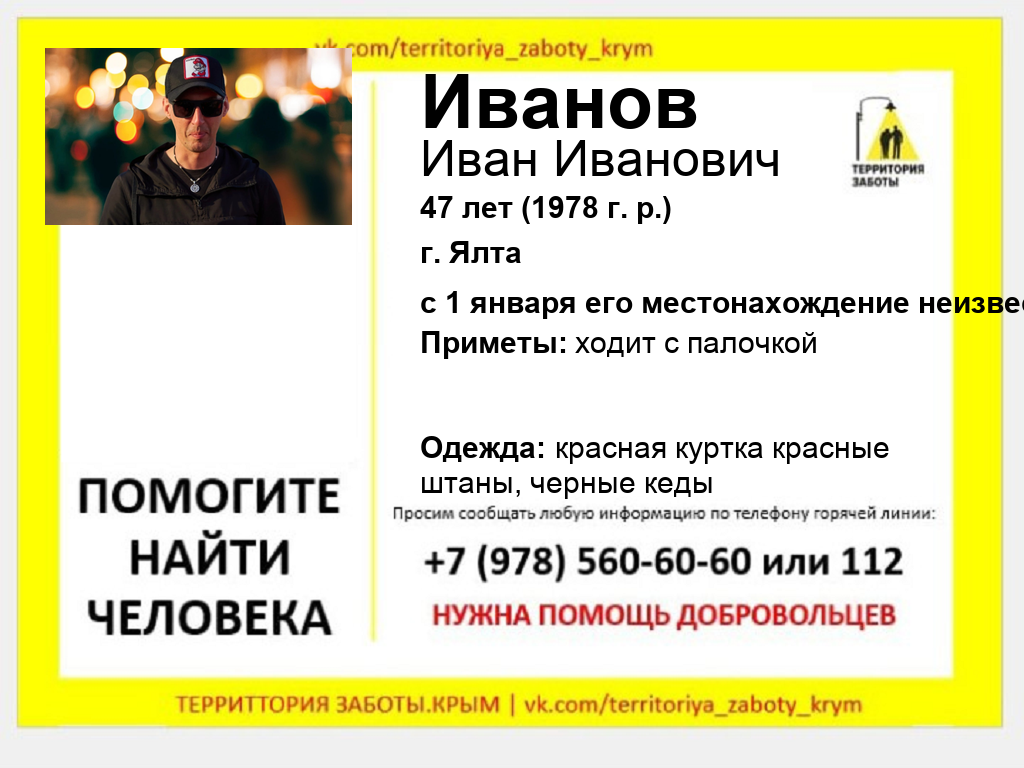 vk.com/territoriya_zaboty_krym
Иванов
Иван Иванович
47 лет (1978 г. р.)
г. Ялта
с 1 января его местонахождение неизвес
Приметы: ходит с палочкой
Одежда: красная куртка красные
штаны, черные кеды
ТЕРРИТОРИЯ
ЗАБОТЫ
ПОМОГИТЕ
НАЙТИ
ЧЕЛОВЕКА
Просим сообщать любую информацию по телефону горячей линии:
+7 (978) 560-60-60 или 112
НУЖНА ПОМОЩЬ ДОБРОВОЛЬЦЕВ
ТЕРРИТТОРИЯ ЗАБОТЫ.КРЫМ | vk.com/territoriya_zaboty_krym